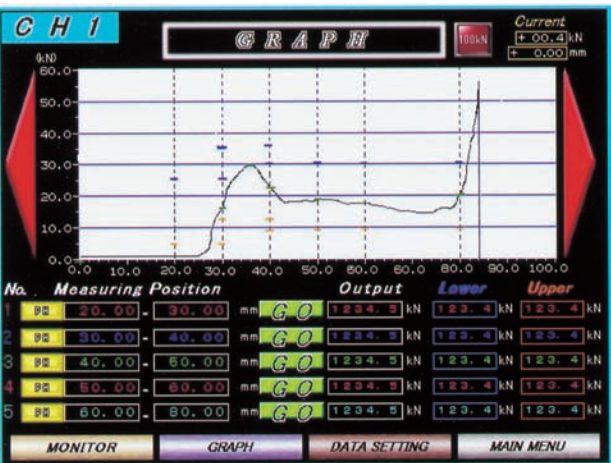 CH1
GRAPH
100kN
Current
+ 00.4 kN
+ 0.00 mm
(kN)
60.0
50.0
40.0
30.0
20.0
10.0
0.0
0.0 10.0 20.0 30.0 40.0 50.0 60.0 70.0 80.0 90.0 100.0
No. Measuring Position Output Lower Upper
1 PH 20.00 - 30.00 mm GO 1234.5 kN 123.4 kN 123.4 kN
2 PH 30.00 - 40.00 mm GO 1234.5 kN 123.4 kN 123.4 kN
3 PH 40.00 - 50.00 mm GO 1234.5 kN 123.4 kN 123.4 kN
4 PH 50.00 - 60.00 mm GO 1234.5 kN 123.4 kN 123.4 kN
5 PH 60.00 - 80.00 mm GO 1234.5 kN 123.4 kN 123.4 kN
MONITOR GRAPH DATA SETTING MAIN MENU